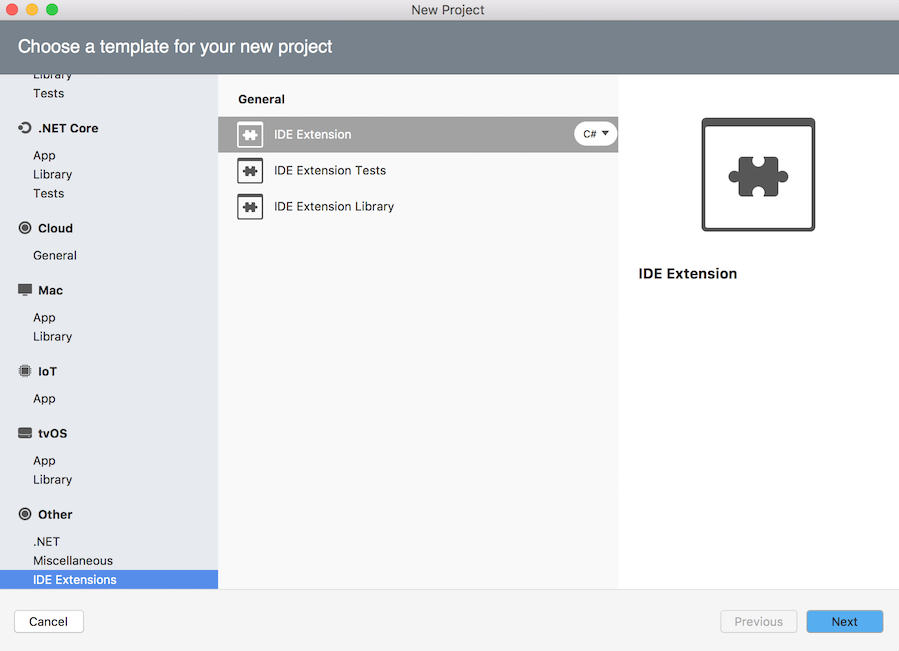 New Project
Choose a template for your new project
Library
Tests
.NET Core
App
Library
Tests
Cloud
General
Mac
App
Library
IoT
App
tvOS
App
Library
Other
.NET
Miscellaneous
IDE Extensions
General
IDE Extension
C#
IDE Extension Tests
IDE Extension Library
IDE Extension
Cancel
Previous
Next